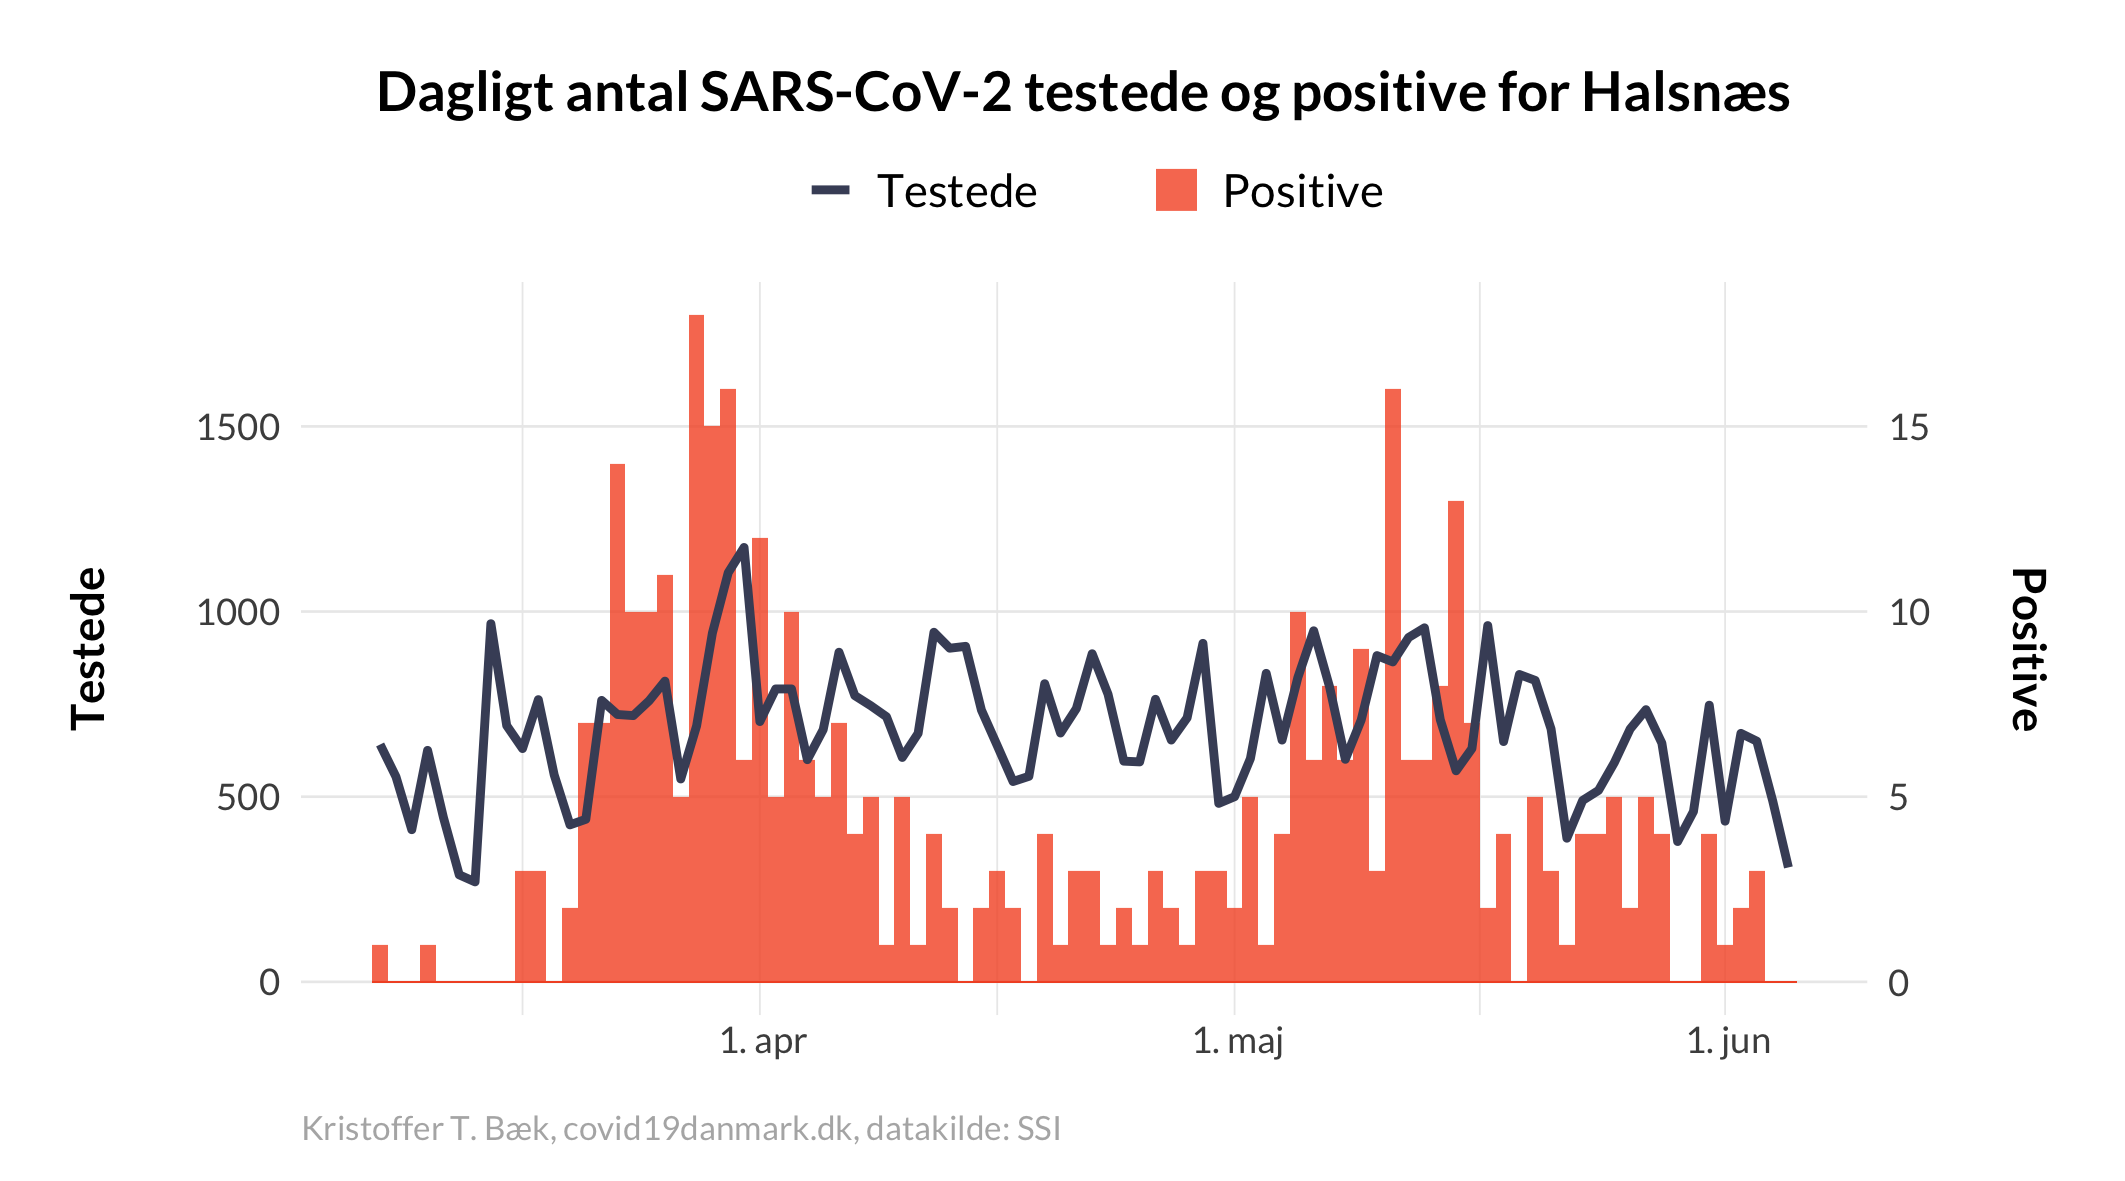 Dagligt antal SARS-CoV-2 testede og positive for Halsnæs
Testede
Positive
Testede
1500
1000
500
0
15
10
5
0
Positive
1. apr
1. maj
1. jun
Kristoffer T. Bæk, covid19danmark.dk, datakilde: SSI